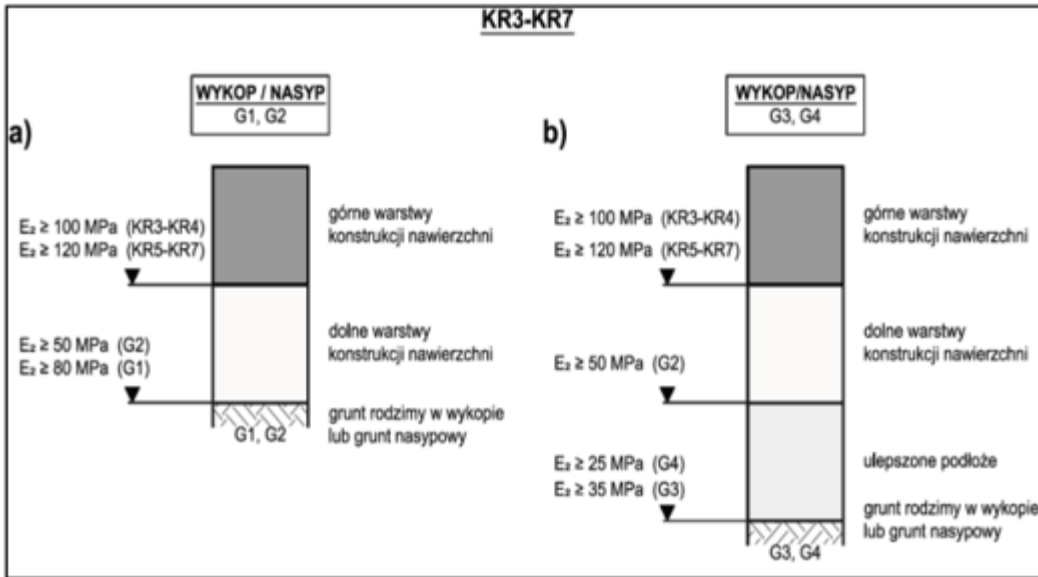 KR3-KR7
WYKOP / NASYP
G1, G2
a)
E₂ ≥ 100 MPa (KR3-KR4)
E₂ ≥ 120 MPa (KR5-KR7)
górne warstwy
konstrukcji nawierzchni
E₂ ≥ 50 MPa (G2)
E₂ ≥ 80 MPa (G1)
dolne warstwy
konstrukcji nawierzchni
G1, G2
grunt rodzimy w wykopie
lub grunt nasypowy
WYKOP/NASYP
G3, G4
b)
E₂ ≥ 100 MPa (KR3-KR4)
E₂ ≥ 120 MPa (KR5-KR7)
górne warstwy
konstrukcji nawierzchni
E₂ ≥ 50 MPa (G2)
dolne warstwy
konstrukcji nawierzchni
E₂ ≥ 25 MPa (G4)
E₂ ≥ 35 MPa (G3)
ulepszone podłoże
grunt rodzimy w wykopie
lub grunt nasypowy
G3, G4